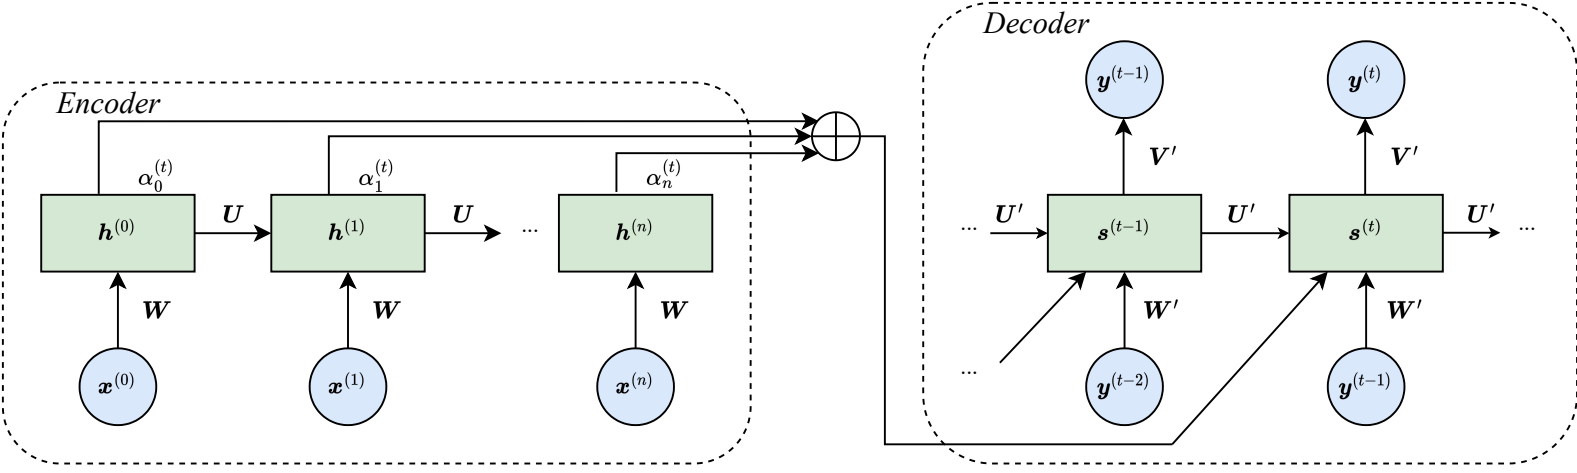 Decoder
Encoder
y^(t−1) y^(t)
α_0^(t) α_1^(t) α_n^(t)
V′ V′
h^(0) U h^(1) U ... h^(n)
... U′ s^(t−1) U′ s^(t) U′ ...
W W W W′ W′
...
x^(0) x^(1) x^(n) y^(t-2) y^(t-1)